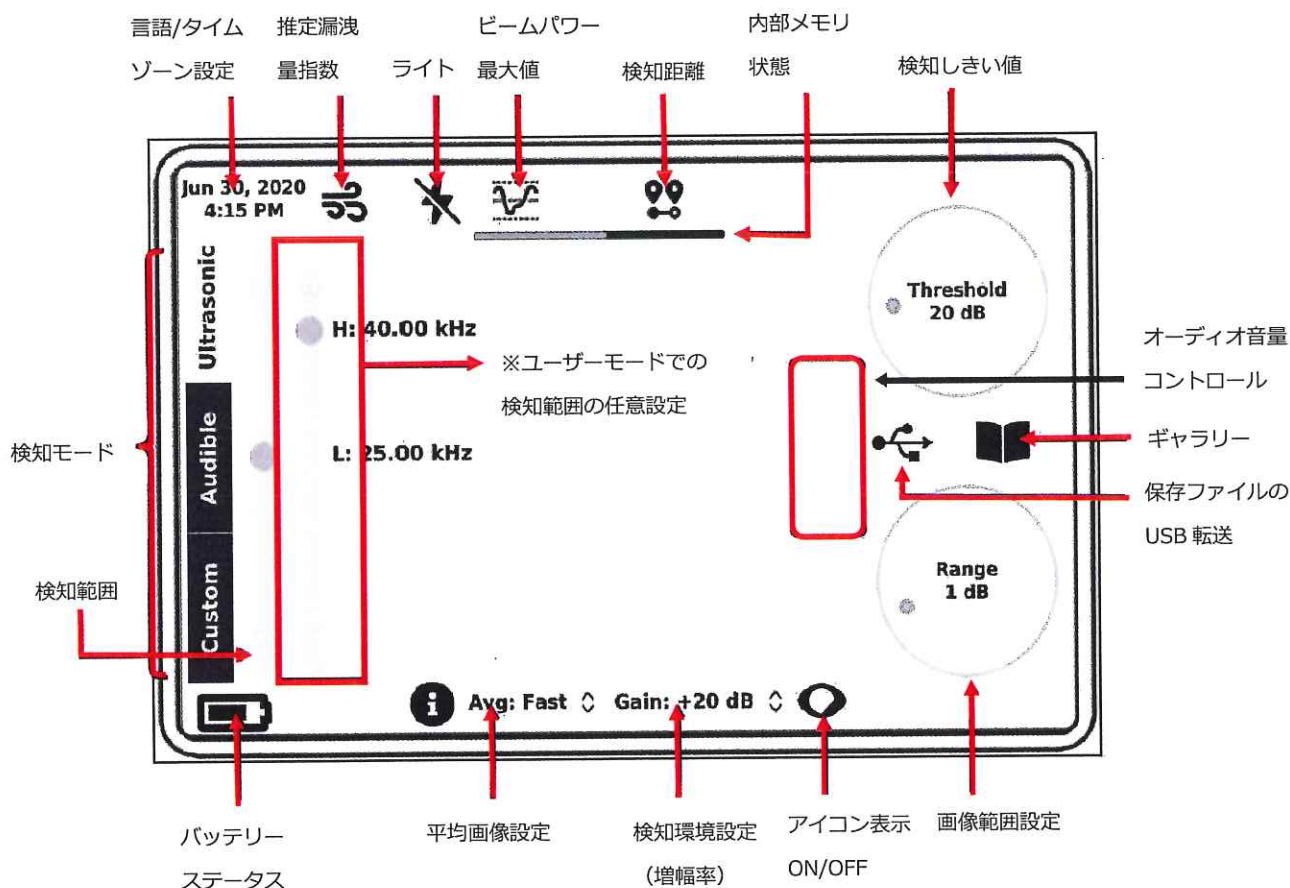 言語/タイム
ゾーン設定
推定漏洩
量指数
ライト
ビームパワー
最大値
検知距離
内部メモリ
状態
検知しきい値
Jun 30, 2020
4:15 PM
Ultrasonic
Audible
Custom
H: 40.00 kHz
L: 25.00 kHz
※ユーザーモードでの
検知範囲の任意設定
Threshold
20 dB
オーディオ音量
コントロール
ギャラリー
保存ファイルの
USB 転送
Range
1 dB
検知モード
検知範囲
i
Avg: Fast
Gain: +20 dB
バッテリー
ステータス
平均画像設定
検知環境設定
（増幅率）
アイコン表示
ON/OFF
画像範囲設定